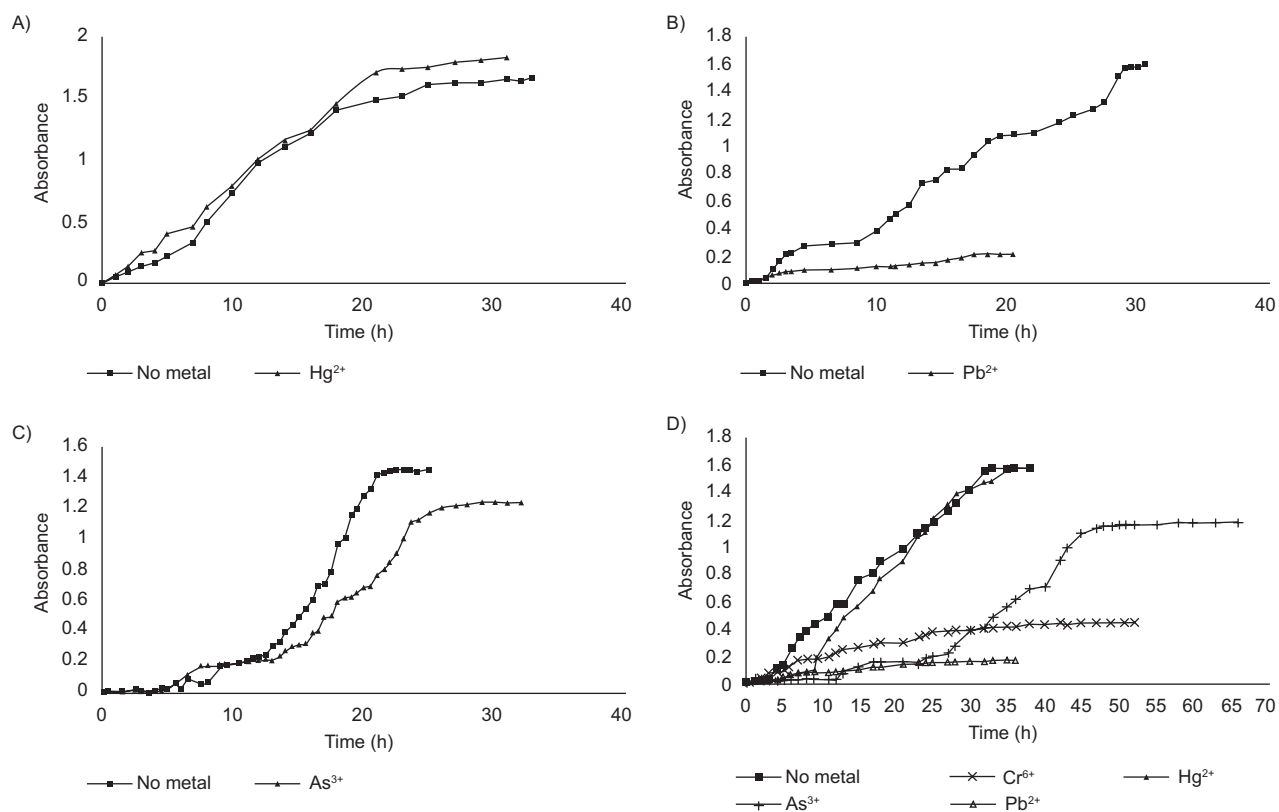 A)
2
1.5
1
0.5
0
Absorbance
0 10 20 30 40
Time (h)
No metal Hg²⁺
B)
1.8
1.6
1.4
1.2
1
0.8
0.6
0.4
0.2
0
Absorbance
0 10 20 30 40
Time (h)
No metal Pb²⁺
C)
1.6
1.4
1.2
1
0.8
0.6
0.4
0.2
0
Absorbance
0 10 20 30 40
Time (h)
No metal As³⁺
D)
1.8
1.6
1.4
1.2
1
0.8
0.6
0.4
0.2
0
Absorbance
0 5 10 15 20 25 30 35 40 45 50 55 60 65 70
Time (h)
No metal Cr⁶⁺ Hg²⁺
As³⁺ Pb²⁺